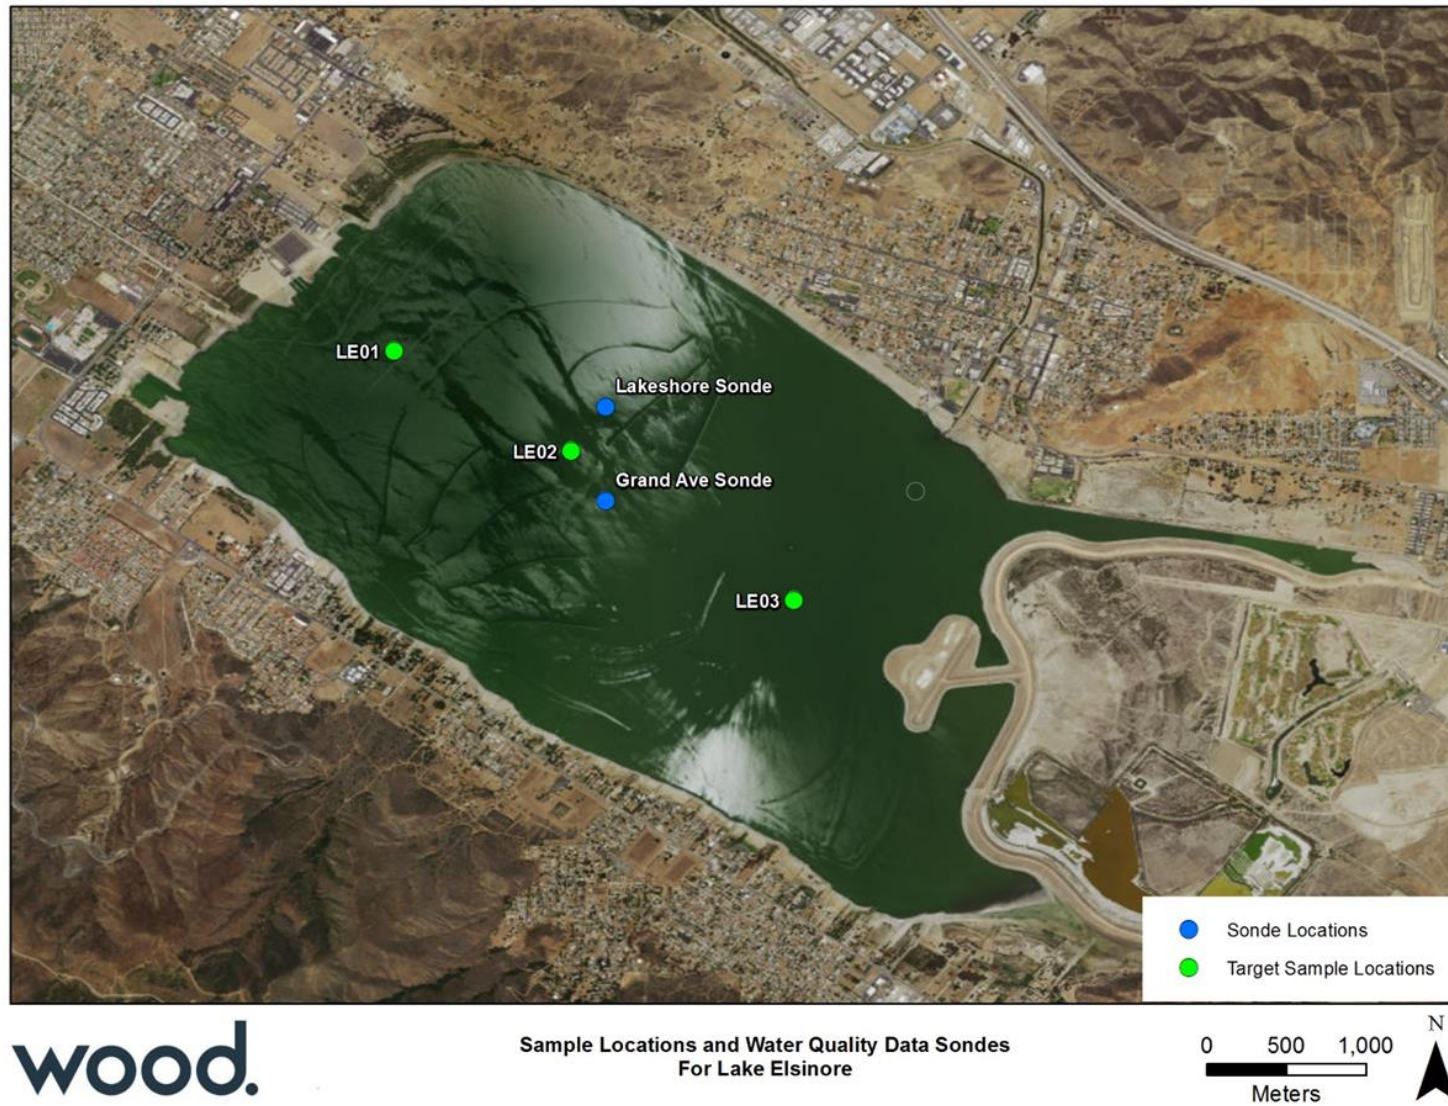 LE01
Lakeshore Sonde
LE02
Grand Ave Sonde
LE03
Sonde Locations
Target Sample Locations
wood.
Sample Locations and Water Quality Data Sondes
For Lake Elsinore
0 500 1,000
Meters
N